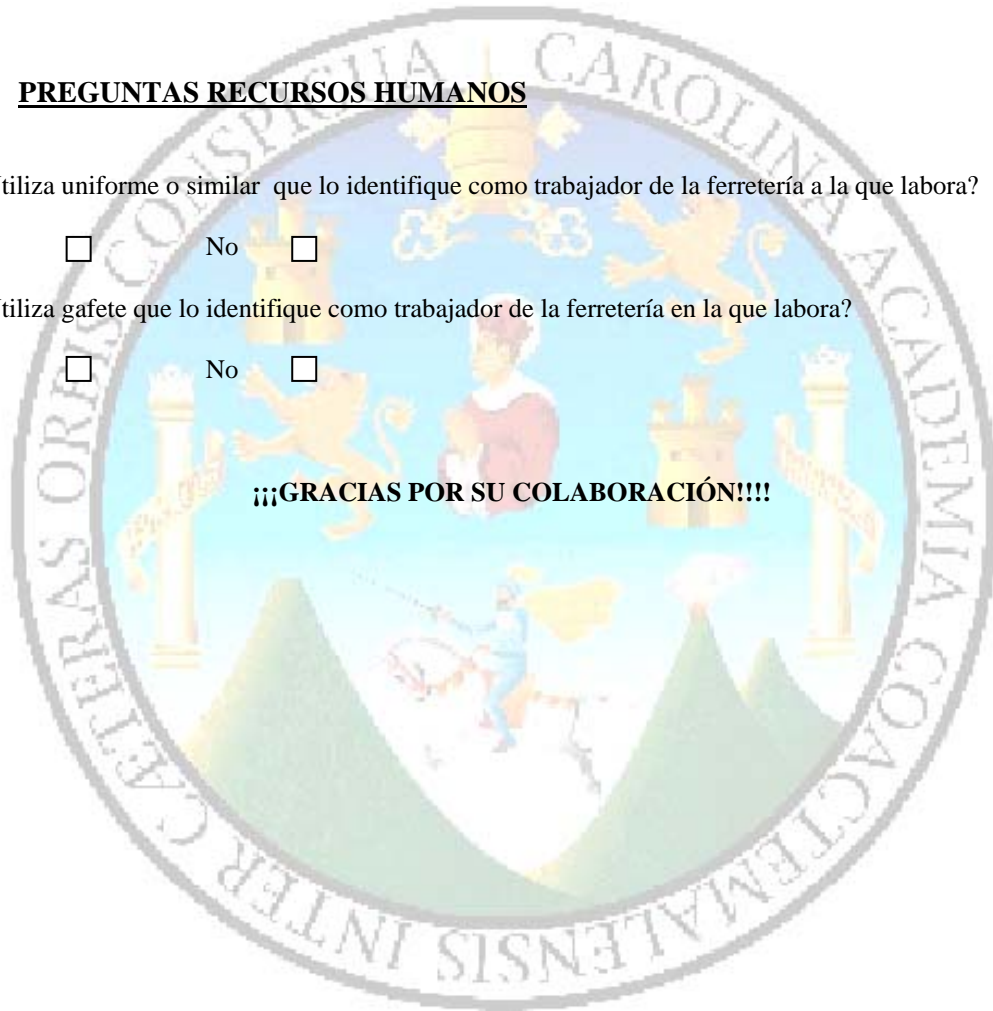 PREGUNTAS RECURSOS HUMANOS
tiliza uniforme o similar que lo identifique como trabajador de la ferretería a la que labora?
☐ No ☐
tiliza gafete que lo identifique como trabajador de la ferretería en la que labora?
☐ No ☐
¡¡¡GRACIAS POR SU COLABORACIÓN!!!!
CAROLINA ACADEMIA COACTEMALENSIS INTER CÆTERAS ORBIS CONSPICUA